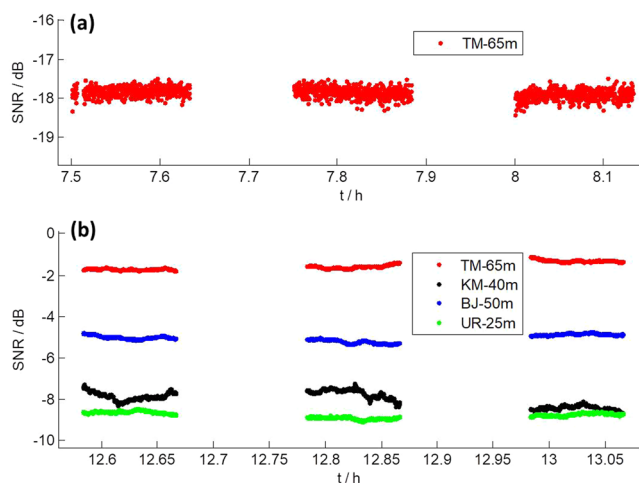 (a)
TM-65m
SNR / dB
-16
-17
-18
-19
7.5 7.6 7.7 7.8 7.9 8 8.1
t / h
(b)
TM-65m
KM-40m
BJ-50m
UR-25m
SNR / dB
0
-2
-4
-6
-8
-10
12.6 12.65 12.7 12.75 12.8 12.85 12.9 12.95 13 13.05
t / h